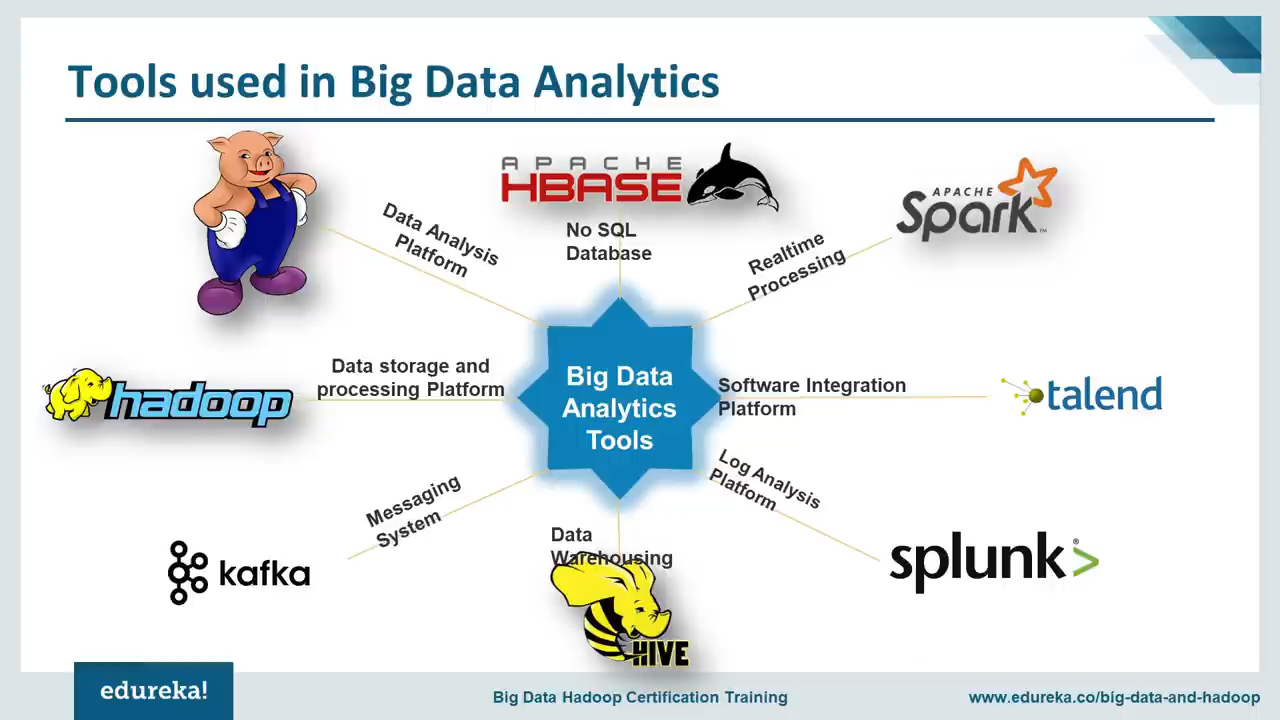 Tools used in Big Data Analytics
APACHE
HBASE
APACHE
Spark™
Data Analysis
Platform
No SQL
Database
Realtime
Processing
hadoop
Data storage and
processing Platform
Big Data
Analytics
Tools
Software Integration
Platform
talend
Messaging
System
kafka
Data
Warehousing
HIVE
Log Analysis
Platform
splunk®>
edureka!
Big Data Hadoop Certification Training
www.edureka.co/big-data-and-hadoop